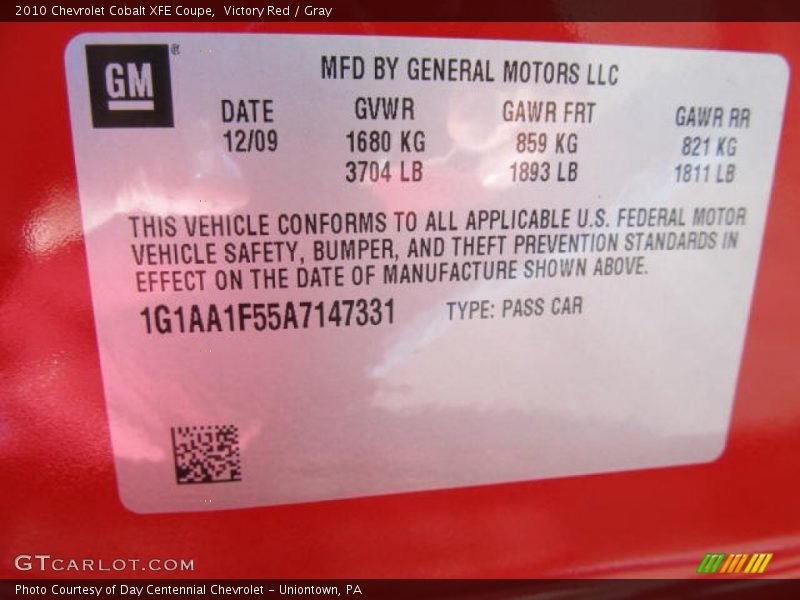 2010 Chevrolet Cobalt XFE Coupe,  Victory Red / Gray
GM ®
MFD BY GENERAL MOTORS LLC
DATE GVWR GAWR FRT GAWR RR
12/09 1680 KG 859 KG 821 KG
3704 LB 1893 LB 1811 LB
THIS VEHICLE CONFORMS TO ALL APPLICABLE U.S. FEDERAL MOTOR
VEHICLE SAFETY, BUMPER, AND THEFT PREVENTION STANDARDS IN
EFFECT ON THE DATE OF MANUFACTURE SHOWN ABOVE.
1G1AA1F55A7147331 TYPE: PASS CAR
GTCARLOT.COM
Photo Courtesy of Day Centennial Chevrolet - Uniontown, PA